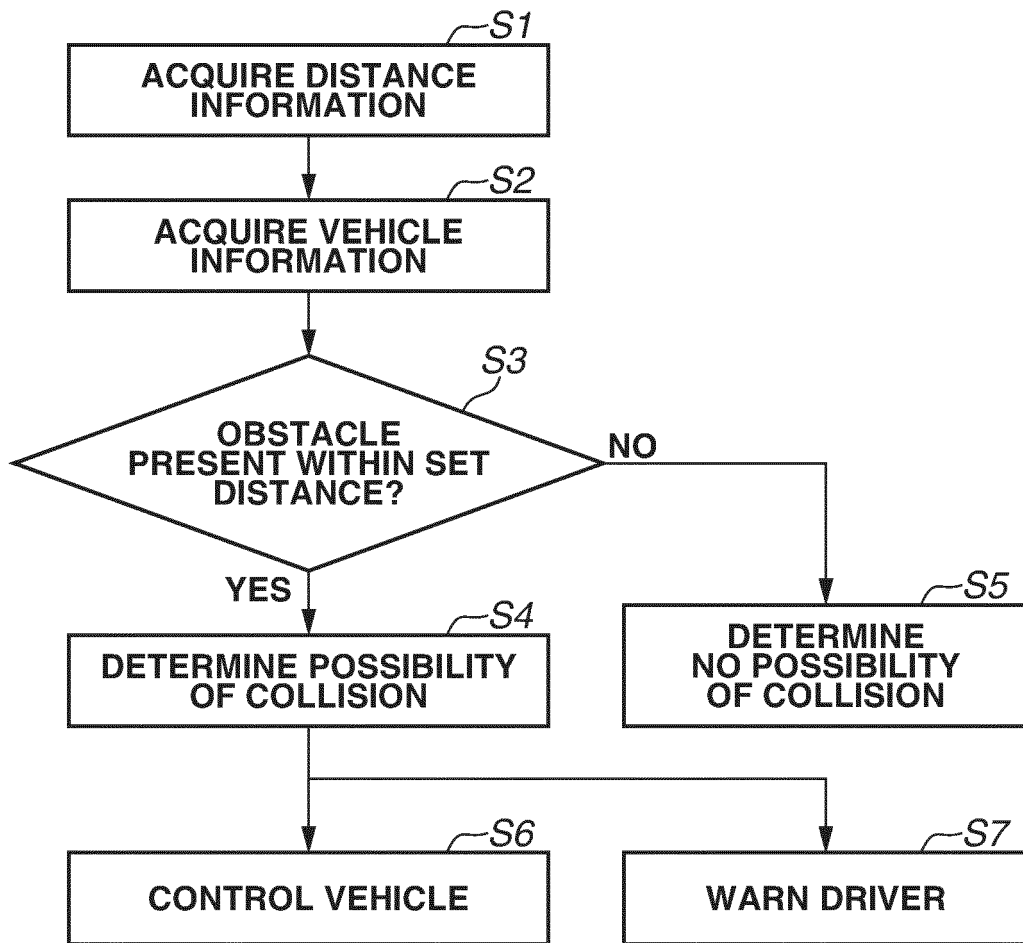 S1
ACQUIRE DISTANCE
INFORMATION
S2
ACQUIRE VEHICLE
INFORMATION
S3
OBSTACLE
PRESENT WITHIN SET
DISTANCE?
NO
YES
S4
DETERMINE POSSIBILITY
OF COLLISION
S5
DETERMINE
NO POSSIBILITY
OF COLLISION
S6
CONTROL VEHICLE
S7
WARN DRIVER